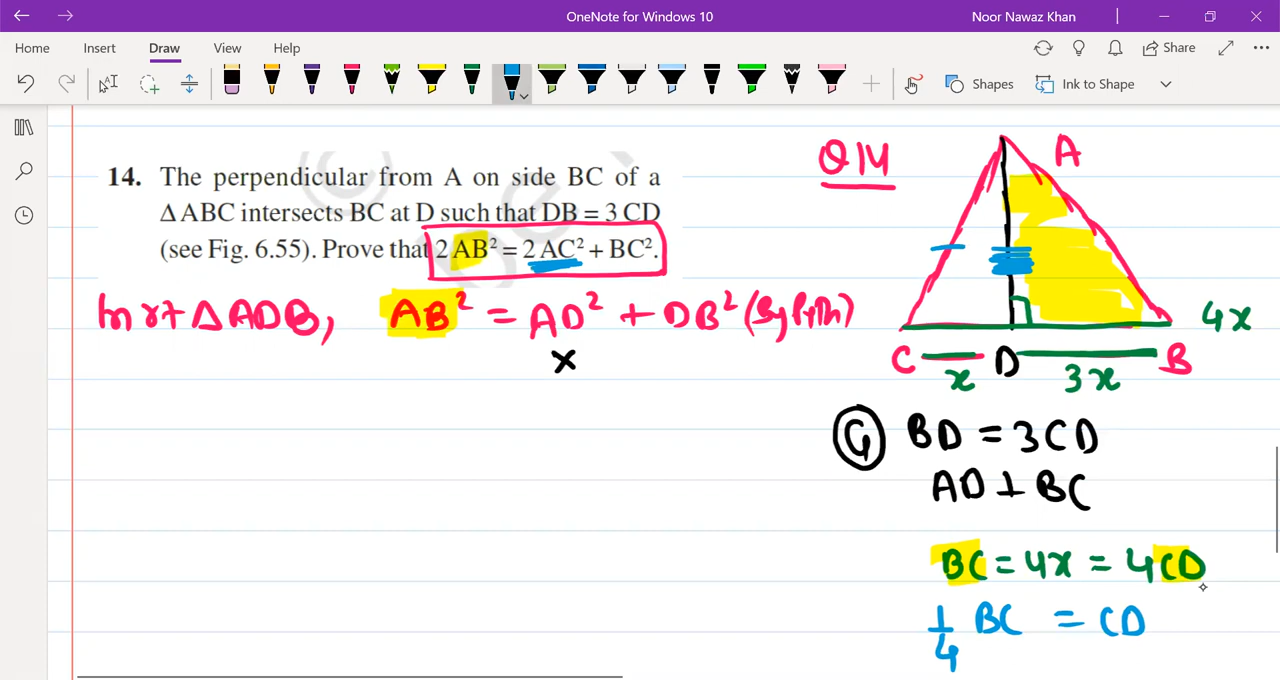 OneNote for Windows 10
Noor Nawaz Khan
Home Insert Draw View Help
Share
Shapes
Ink to Shape
14. The perpendicular from A on side BC of a
Δ ABC intersects BC at D such that DB = 3 CD
(see Fig. 6.55). Prove that 2 AB² = 2 AC² + BC².
Q14
A
In rt ΔADB, AB² = AD² + DB² (By Pyth)
x
4x
C D B
x 3x
G BD = 3CD
AD ⊥ BC
BC = 4x = 4CD
1/4 BC = CD